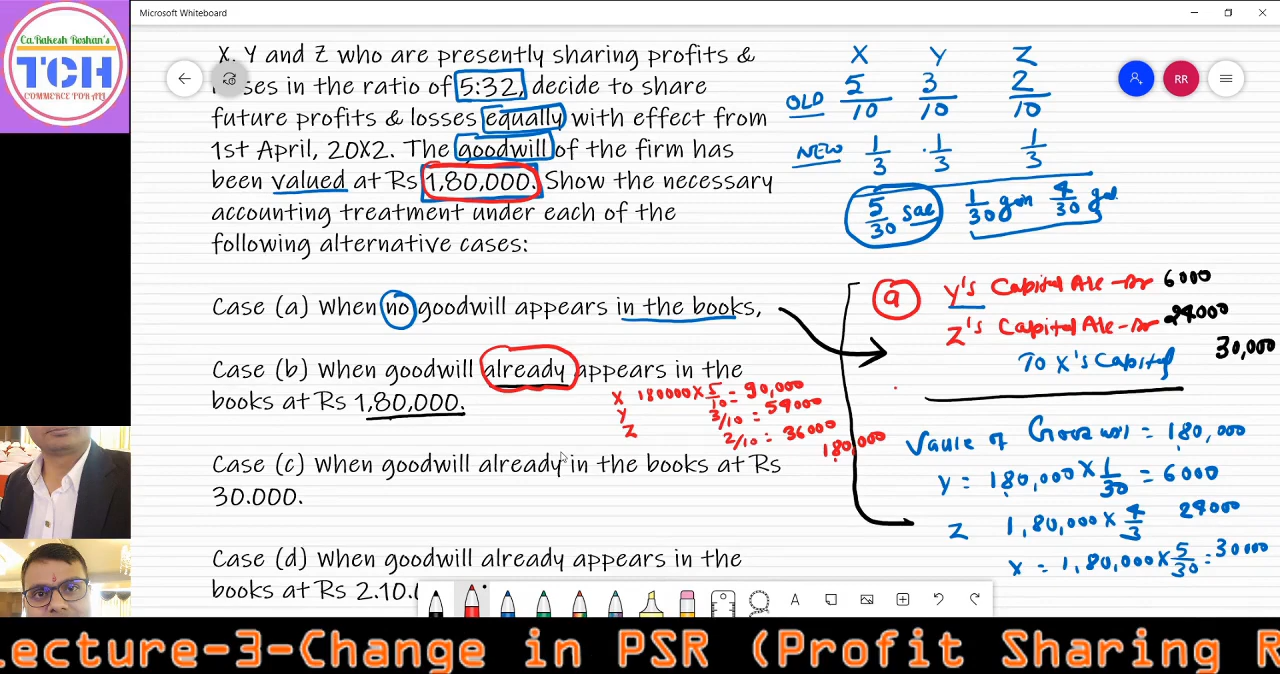 Microsoft Whiteboard
Ca.Rakesh Roshan's
TCH
COMMERCE FOR ALL
RR
X. Y and Z who are presently sharing profits &
in the ratio of 5:32, decide to share
future profits & losses equally with effect from
1st April, 20X2. The goodwill of the firm has
been valued at Rs 1,80,000. Show the necessary
accounting treatment under each of the
following alternative cases:
Case (a) When no goodwill appears in the books,
Case (b) When goodwill already appears in the
books at Rs 1,80,000.
Case (c) When goodwill already in the books at Rs
30.000.
Case (d) When goodwill already appears in the
books at Rs 2.10.
X 180000 × 5/10 = 90,000
Y 3/10 = 54000
Z 2/10 = 36000
180,000
X Y Z
OLD 5/10 3/10 2/10
NEW 1/3 1/3 1/3
5/30 sac 1/30 gain 4/30
a Y's Capital A/c - Dr 6000
Z's Capital A/c - Dr 24000
To X's Capital 30,000
Value of Goodwill = 180,000
Y = 180,000 × 1/30 = 6000
Z 1,80,000 × 4/3 24000
X = 1,80,000 × 5/30 = 30000
A
ecture-3-Change in PSR (Profit Sharing R